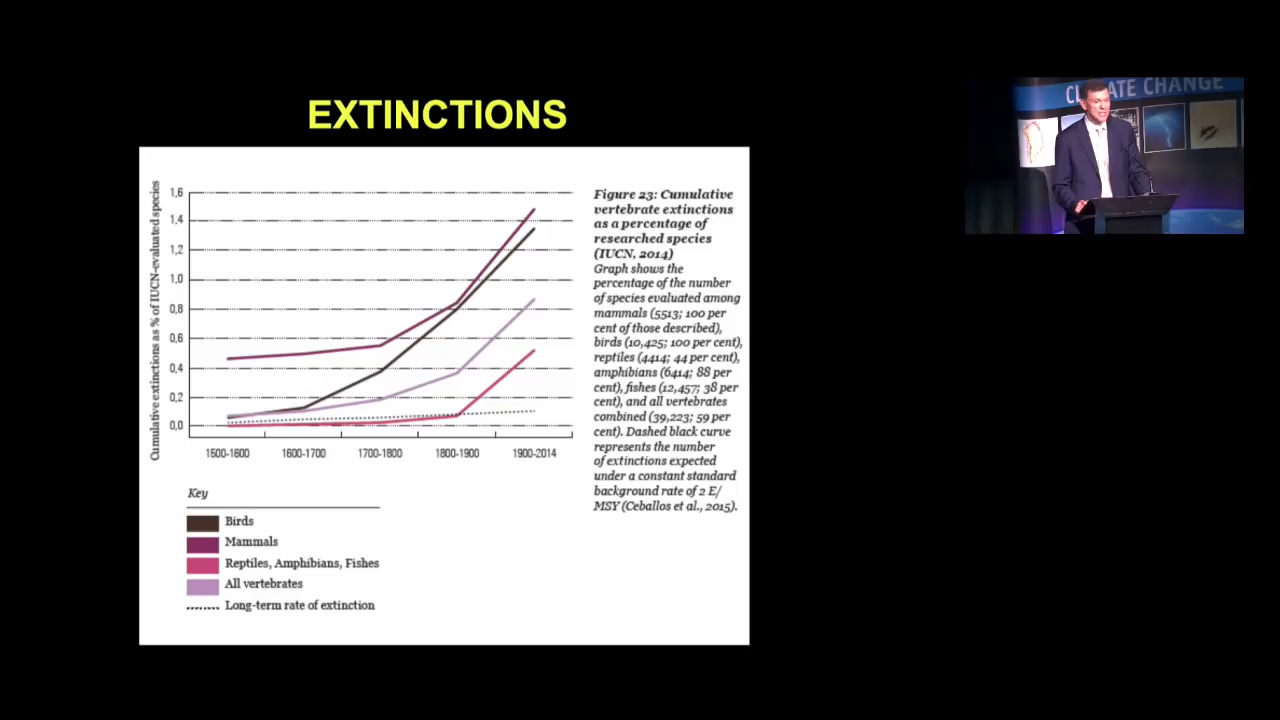 EXTINCTIONS
CLIMATE CHANGE
Cumulative extinctions as % of IUCN-evaluated species
1,6
1,4
1,2
1,0
0,8
0,6
0,4
0,2
0,0
1500-1600 1600-1700 1700-1800 1800-1900 1900-2014
Key
Birds
Mammals
Reptiles, Amphibians, Fishes
All vertebrates
Long-term rate of extinction
Figure 23: Cumulative
vertebrate extinctions
as a percentage of
researched species
(IUCN, 2014)
Graph shows the
percentage of the number
of species evaluated among
mammals (5513; 100 per
cent of those described),
birds (10,425; 100 per cent),
reptiles (4414; 44 per cent),
amphibians (6414; 88 per
cent), fishes (12,457; 38 per
cent), and all vertebrates
combined (39,223; 59 per
cent). Dashed black curve
represents the number
of extinctions expected
under a constant standard
background rate of 2 E/
MSY (Ceballos et al., 2015).